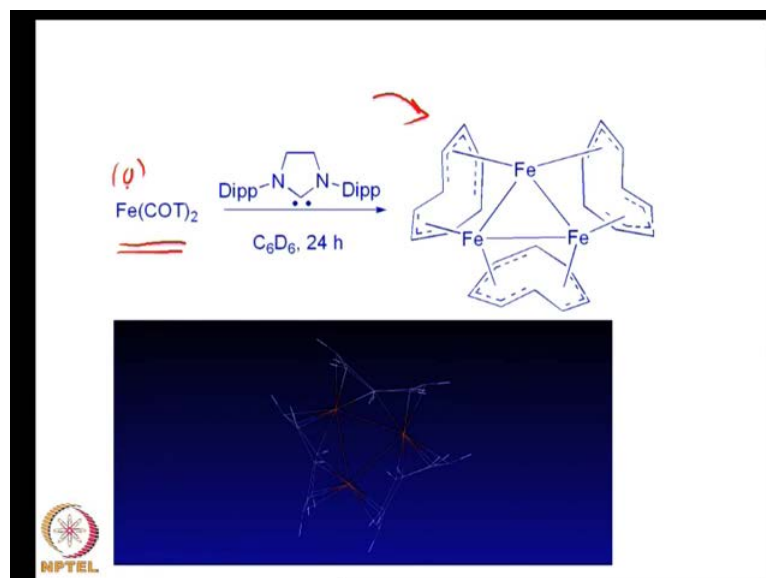 (0)
Fe(COT)2
N N
Dipp Dipp
C6D6, 24 h
Fe
Fe Fe
NPTEL